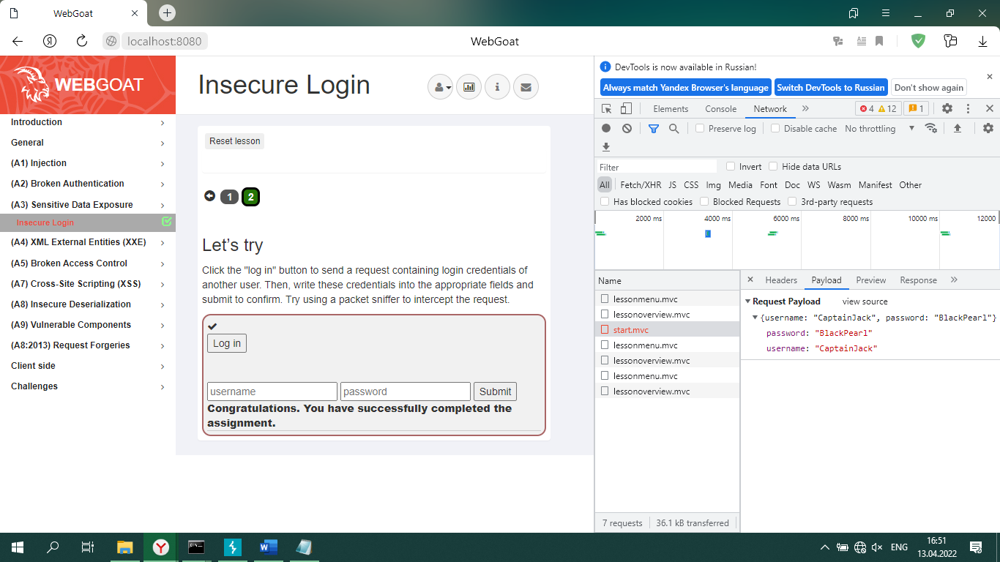 WebGoat
localhost:8080
WebGoat
WEBGOAT
Introduction
General
(A1) Injection
(A2) Broken Authentication
(A3) Sensitive Data Exposure
Insecure Login
(A4) XML External Entities (XXE)
(A5) Broken Access Control
(A7) Cross-Site Scripting (XSS)
(A8) Insecure Deserialization
(A9) Vulnerable Components
(A8:2013) Request Forgeries
Client side
Challenges
Insecure Login
Reset lesson
1 2
Let’s try
Click the "log in" button to send a request containing login credentials of
another user. Then, write these credentials into the appropriate fields and
submit to confirm. Try using a packet sniffer to intercept the request.
Log in
username password Submit
Congratulations. You have successfully completed the
assignment.
DevTools is now available in Russian!
Always match Yandex Browser's language Switch DevTools to Russian Don't show again
Elements Console Network 4 12 1
Preserve log Disable cache No throttling
Filter Invert Hide data URLs
All Fetch/XHR JS CSS Img Media Font Doc WS Wasm Manifest Other
Has blocked cookies Blocked Requests 3rd-party requests
2000 ms 4000 ms 6000 ms 8000 ms 10000 ms 12000
Name
lessonmenu.mvc
lessonoverview.mvc
start.mvc
lessonmenu.mvc
lessonoverview.mvc
lessonmenu.mvc
lessonoverview.mvc
7 requests 36.1 kB transferred
Headers Payload Preview Response
Request Payload view source
{username: "CaptainJack", password: "BlackPearl"}
password: "BlackPearl"
username: "CaptainJack"
ENG
16:51
13.04.2022